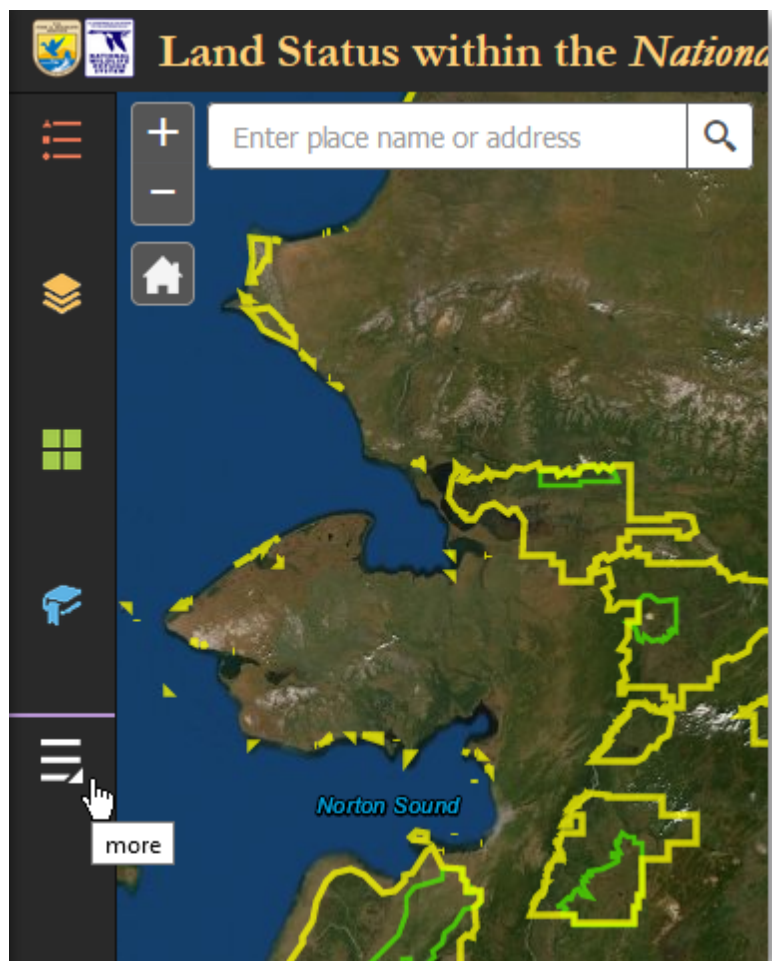 Land Status within the Nationa
Enter place name or address
Norton Sound
more